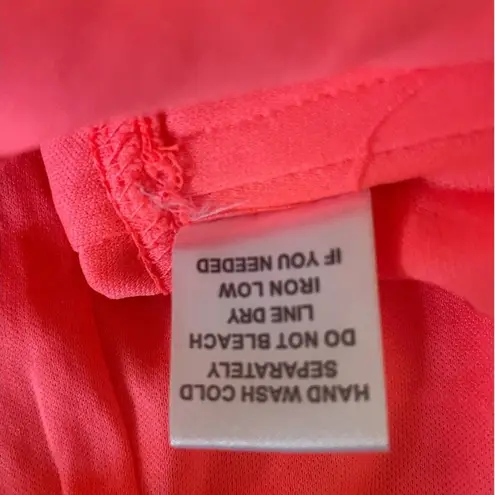 HAND WASH COLD
SEPARATELY
DO NOT BLEACH
LINE DRY
IRON LOW
IF YOU NEEDED